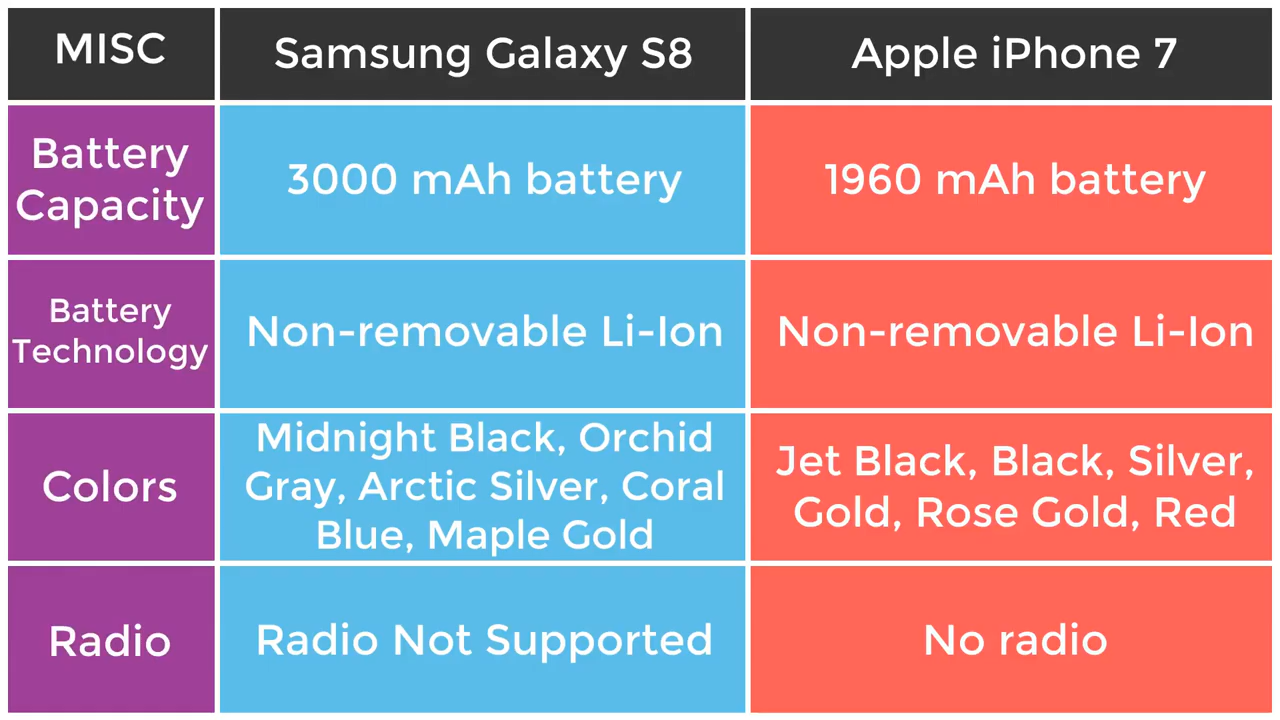 MISC
Samsung Galaxy S8
Apple iPhone 7
Battery
Capacity
3000 mAh battery
1960 mAh battery
Battery
Technology
Non-removable Li-Ion
Non-removable Li-Ion
Colors
Midnight Black, Orchid
Gray, Arctic Silver, Coral
Blue, Maple Gold
Jet Black, Black, Silver,
Gold, Rose Gold, Red
Radio
Radio Not Supported
No radio